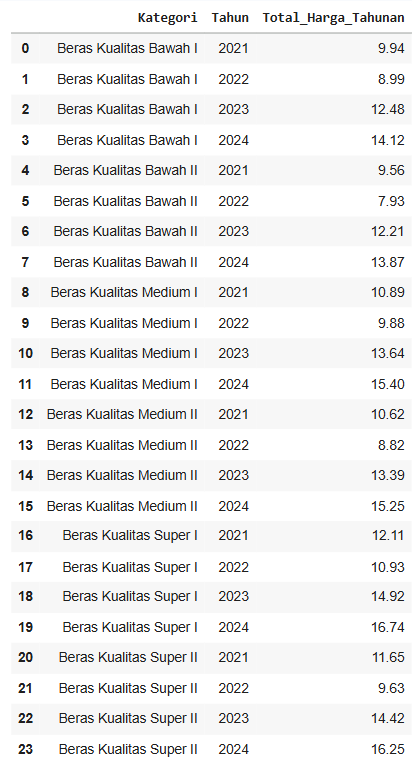 Kategori Tahun Total_Harga_Tahunan
0 Beras Kualitas Bawah I 2021 9.94
1 Beras Kualitas Bawah I 2022 8.99
2 Beras Kualitas Bawah I 2023 12.48
3 Beras Kualitas Bawah I 2024 14.12
4 Beras Kualitas Bawah II 2021 9.56
5 Beras Kualitas Bawah II 2022 7.93
6 Beras Kualitas Bawah II 2023 12.21
7 Beras Kualitas Bawah II 2024 13.87
8 Beras Kualitas Medium I 2021 10.89
9 Beras Kualitas Medium I 2022 9.88
10 Beras Kualitas Medium I 2023 13.64
11 Beras Kualitas Medium I 2024 15.40
12 Beras Kualitas Medium II 2021 10.62
13 Beras Kualitas Medium II 2022 8.82
14 Beras Kualitas Medium II 2023 13.39
15 Beras Kualitas Medium II 2024 15.25
16 Beras Kualitas Super I 2021 12.11
17 Beras Kualitas Super I 2022 10.93
18 Beras Kualitas Super I 2023 14.92
19 Beras Kualitas Super I 2024 16.74
20 Beras Kualitas Super II 2021 11.65
21 Beras Kualitas Super II 2022 9.63
22 Beras Kualitas Super II 2023 14.42
23 Beras Kualitas Super II 2024 16.25